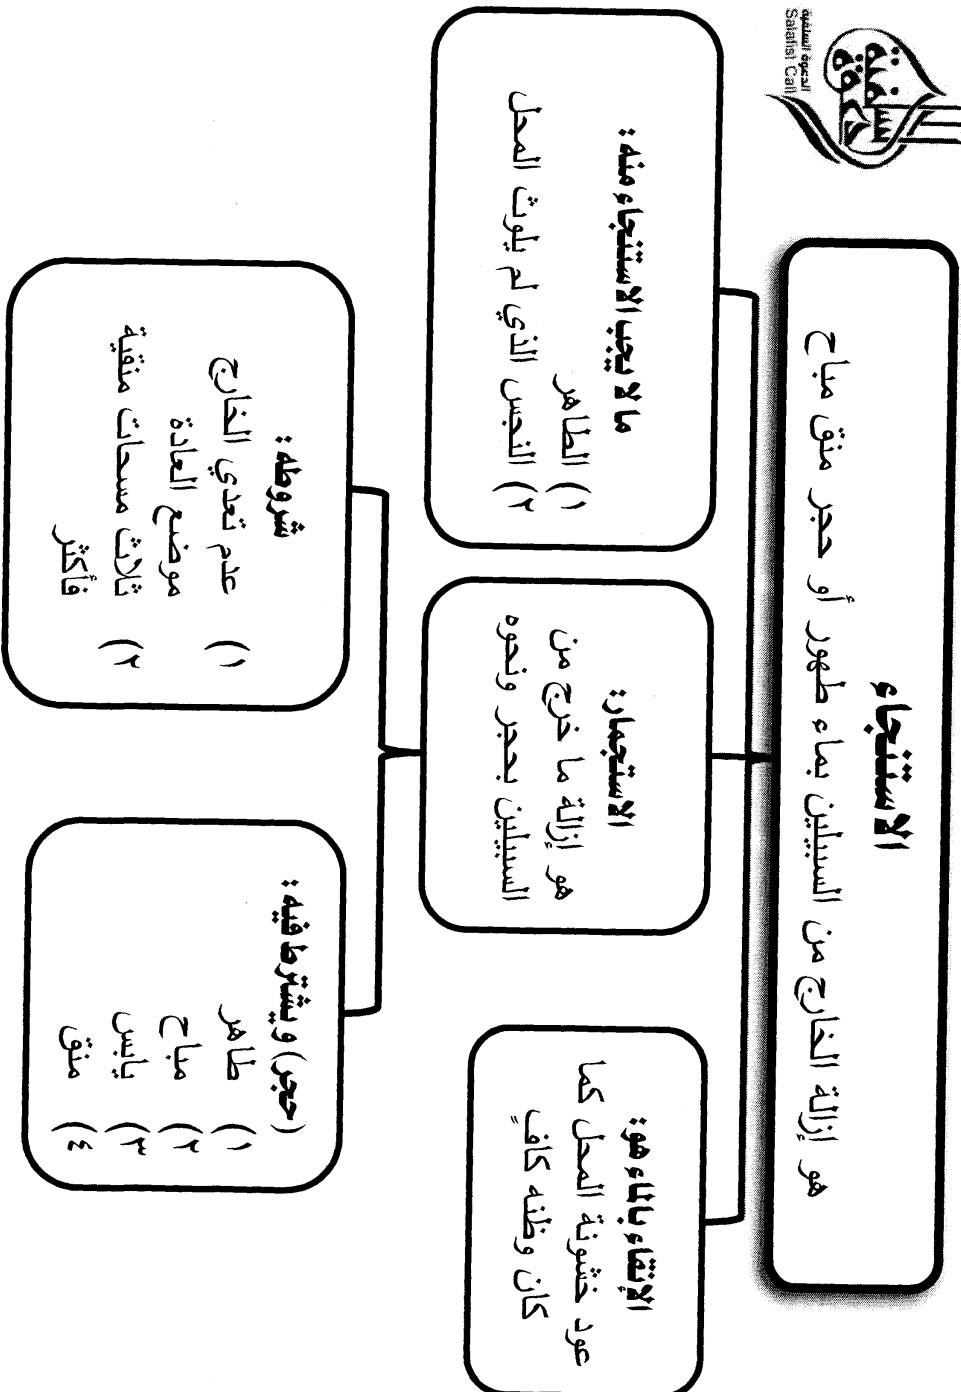 الدعوة السلفية
Salafist Call
الاستنجاء
هو إزالة الخارج من السبيلين بماء طهور أو حجر منق مباح
الإنقاء بالماء هو:
عود خشونة المحل كما
كان وظنه كافٍ
الاستجمار:
هو إزالة ما خرج من
السبيلين بحجر ونحوه
ما لا يجب الاستنجاء منه:
١) الطاهر
٢) النجس الذي لم يلوث المحل
(حجر) ويشترط فيه:
١) طاهر
٢) مباح
٣) يابس
٤) منق
شروطه:
١) عدم تعدي الخارج
موضع العادة
٢) ثلاث مسحات منقية
فأكثر